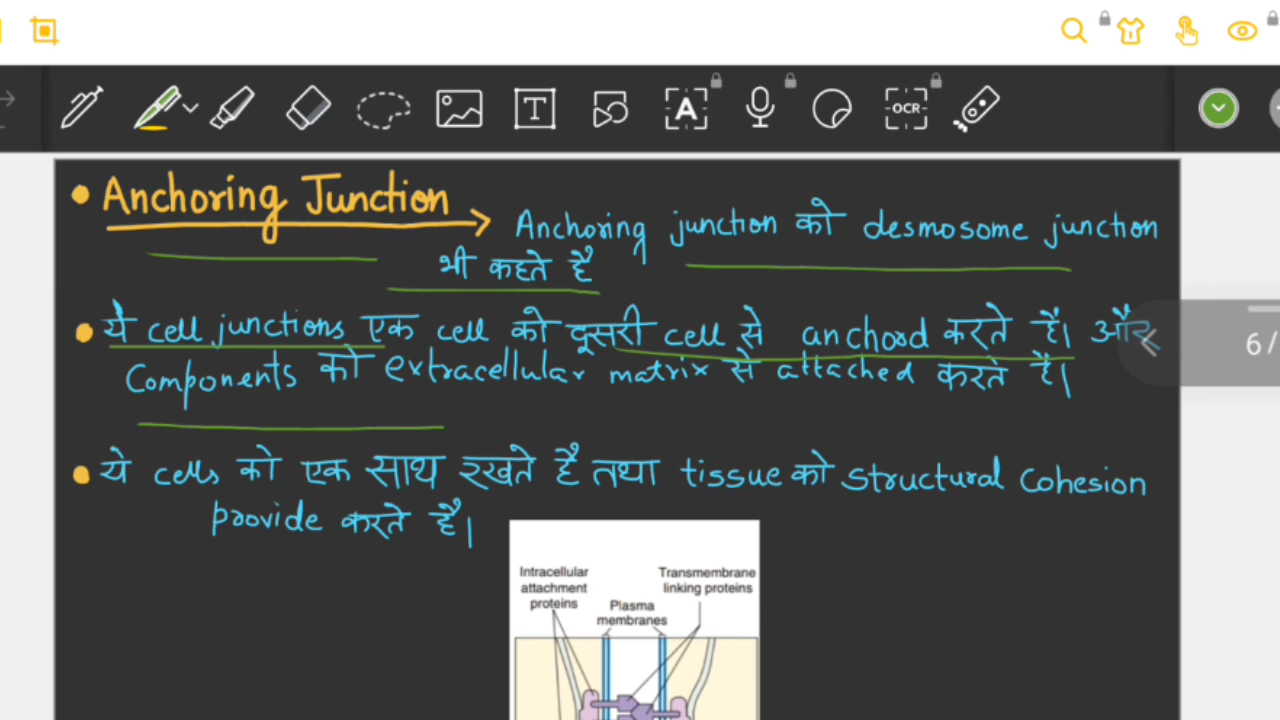 A
T
OCR
• Anchoring Junction → Anchoring junction को desmosome junction
भी कहते है
6/
• ये cell junctions एक cell को दूसरी cell से anchord करते है। और
Components को extracellular matrix से attached करते है।
• ये cells को एक साथ रखते है तथा tissue को structural Cohesion
provide करते है।
Intracellular
attachment
proteins
Transmembrane
linking proteins
Plasma
membranes